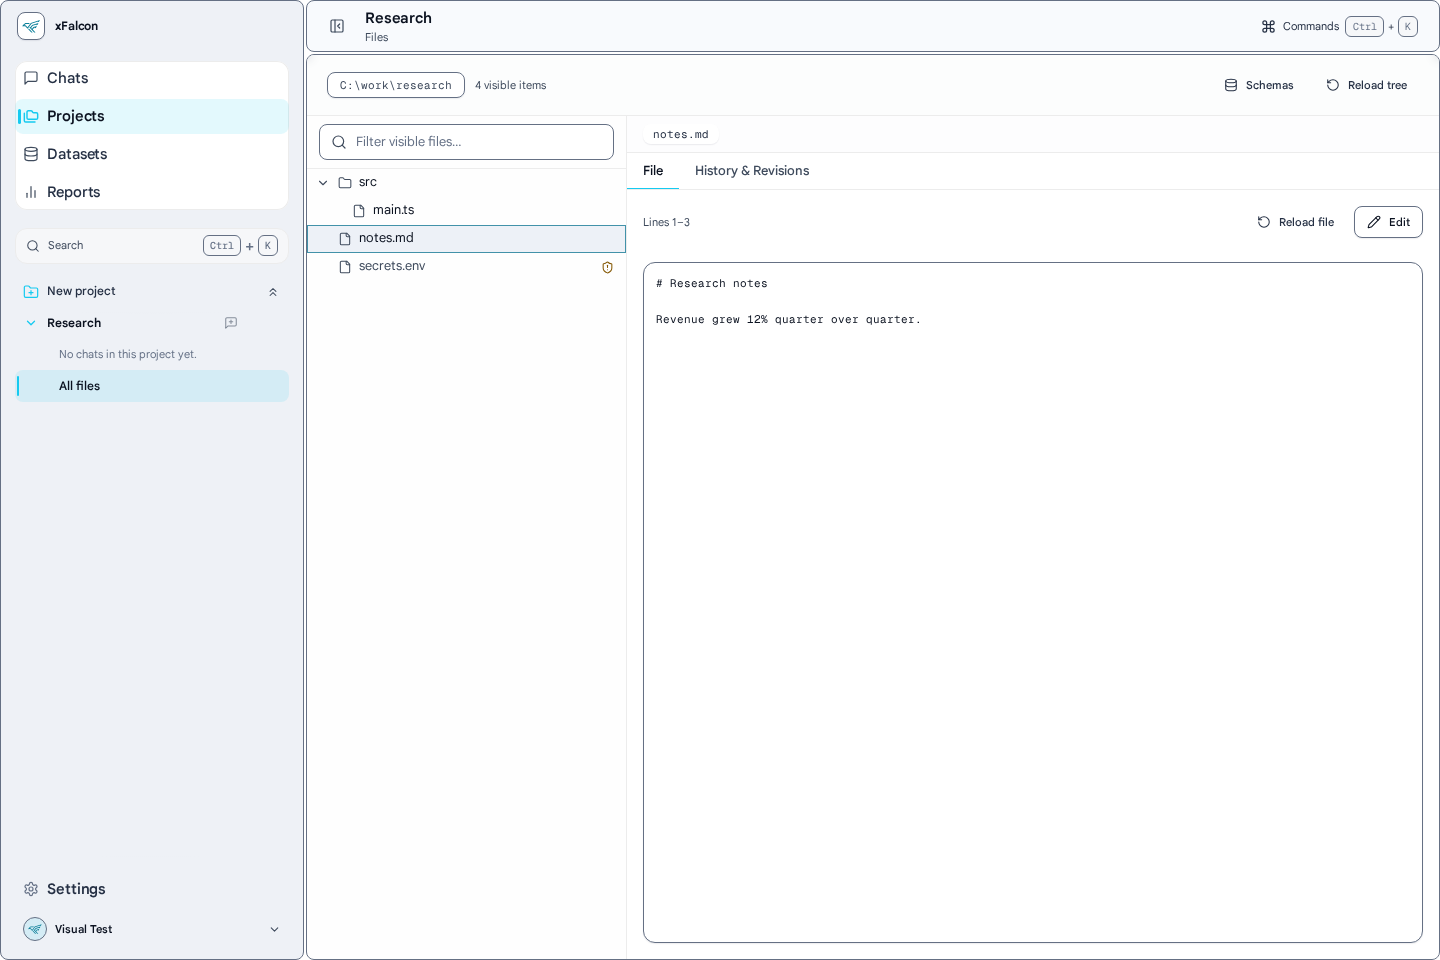 xFalcon
Chats
Projects
Datasets
Reports
Search Ctrl + K
New project
Research
No chats in this project yet.
All files
Settings
Visual Test
Research
Files
Commands Ctrl + K
C:\work\research 4 visible items
Schemas Reload tree
Filter visible files...
src
main.ts
notes.md
secrets.env
notes.md
File History & Revisions
Lines 1–3 Reload file Edit
# Research notes
Revenue grew 12% quarter over quarter.